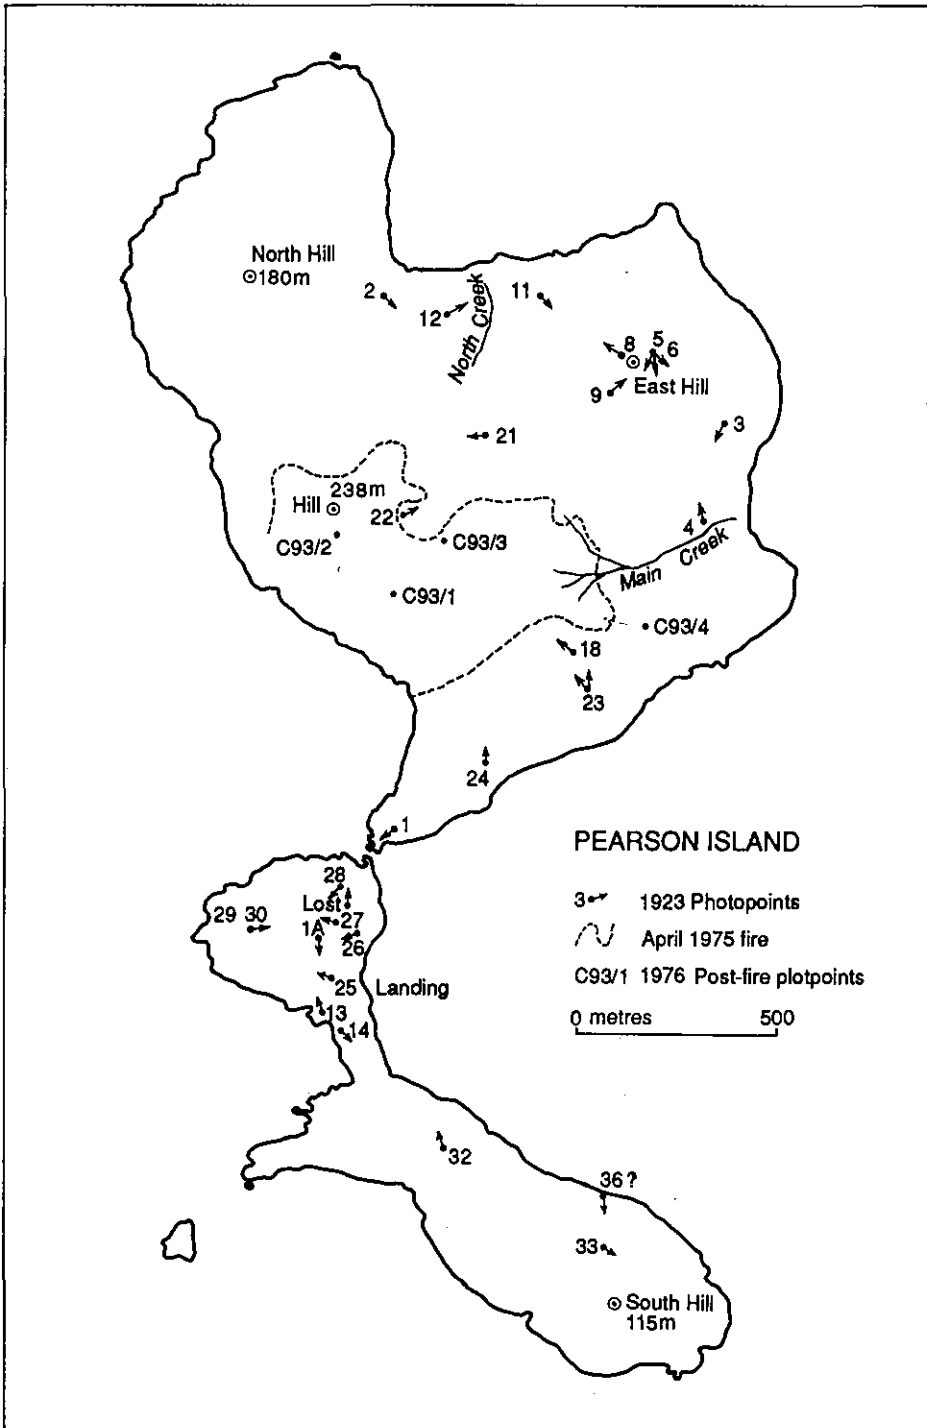 North Hill
180m
2
12
North Creek
11
8
5
6
East Hill
9
3
21
238m
Hill
22
4
C93/2
C93/3
Main Creek
C93/1
C93/4
18
23
24
1
PEARSON ISLAND
28
Lost
29 30
1A
27
26
25
Landing
13
14
3 1923 Photopoints
April 1975 fire
C93/1 1976 Post-fire plotpoints
0 metres 500
32
36?
33
South Hill
115m